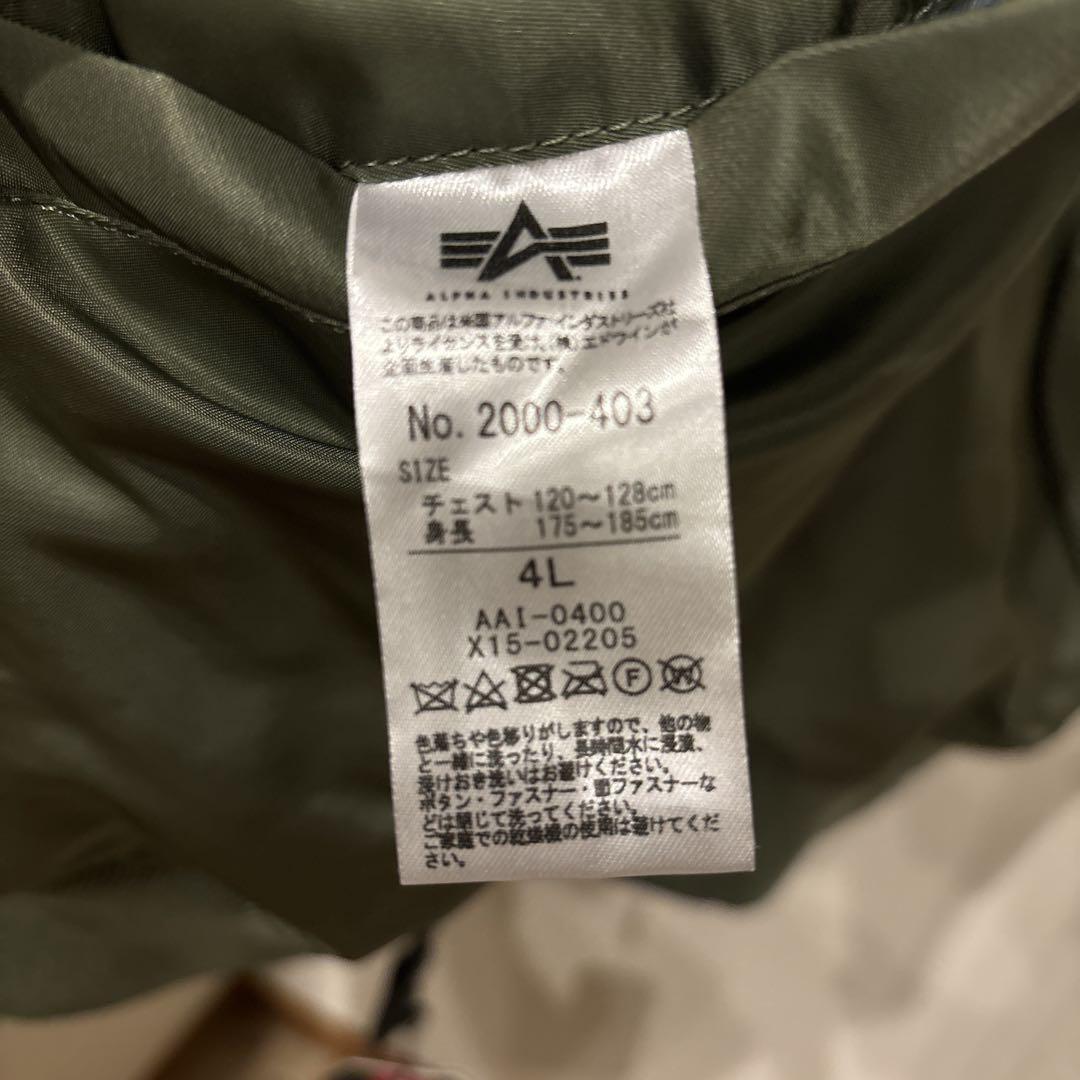 ALPHA INDUSTRIES
この商品は米国アルファ インダストリーズ社
よりライセンスを受け、(株)エドウインが
企画生産したものです。
No. 2000-403
SIZE
チェスト 120～128cm
身長 175～185cm
4L
AAI-0400
X15-02205
F
W
色落ちや色移りがしますので、他の物
と一緒に洗ったり、長時間水に浸漬、
漬けおき洗いはお避けください。
ボタン・ファスナー・面ファスナーな
どは閉じて洗ってください。
ご家庭での乾燥機の使用は避けてくだ
さい。